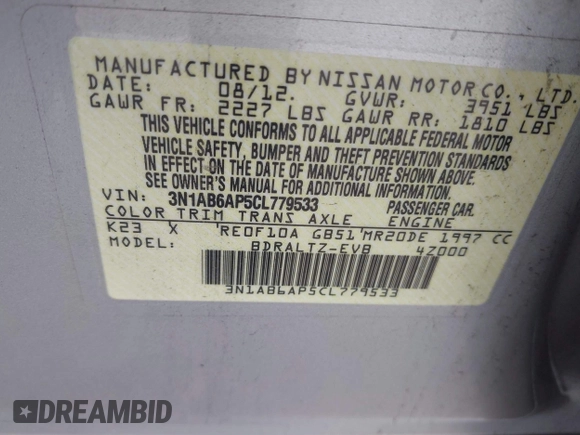 MANUFACTURED BY NISSAN MOTOR CO., LTD.
DATE: 08/12. GVWR: 3951 LBS
GAWR FR: 2227 LBS GAWR RR: 1810 LBS
THIS VEHICLE CONFORMS TO ALL APPLICABLE FEDERAL MOTOR
VEHICLE SAFETY, BUMPER AND THEFT PREVENTION STANDARDS
IN EFFECT ON THE DATE OF MANUFACTURE SHOWN ABOVE.
SEE OWNER'S MANUAL FOR ADDITIONAL INFORMATION.
VIN: 3N1AB6AP5CL779533 PASSENGER CAR.
COLOR TRIM TRANS AXLE ENGINE
K23 X RE0F10A GB51 MR20DE 1997 CC
MODEL: BDRALTZ-EVB 4Z000
3N1AB6AP5CL779533
DREAMBID